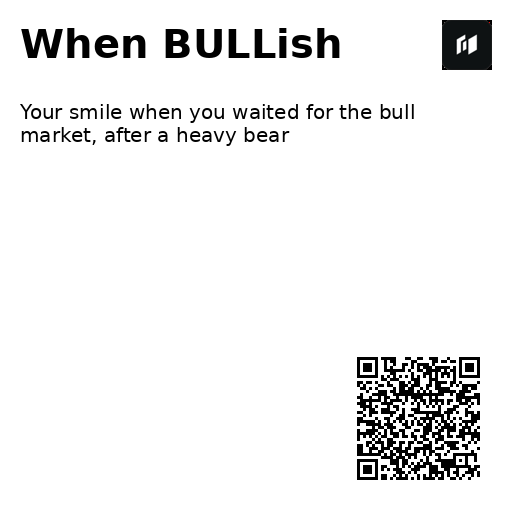 When BULLish
Your smile when you waited for the bull
market, after a heavy bear